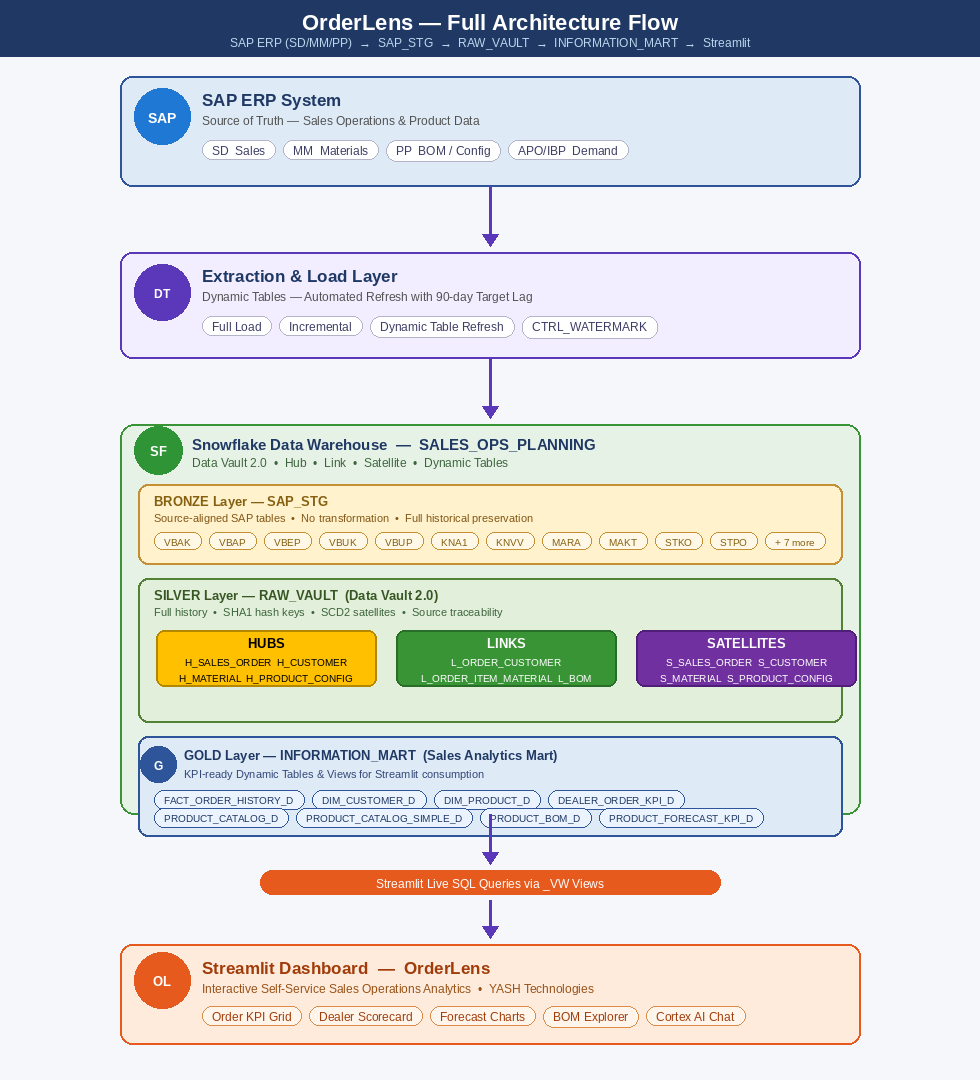 OrderLens — Full Architecture Flow
SAP ERP (SD/MM/PP) → SAP_STG → RAW_VAULT → INFORMATION_MART → Streamlit
SAP
SAP ERP System
Source of Truth — Sales Operations & Product Data
SD Sales MM Materials PP BOM / Config APO/IBP Demand
DT
Extraction & Load Layer
Dynamic Tables — Automated Refresh with 90-day Target Lag
Full Load Incremental Dynamic Table Refresh CTRL_WATERMARK
SF
Snowflake Data Warehouse — SALES_OPS_PLANNING
Data Vault 2.0 • Hub • Link • Satellite • Dynamic Tables
BRONZE Layer — SAP_STG
Source-aligned SAP tables • No transformation • Full historical preservation
VBAK VBAP VBEP VBUK VBUP KNA1 KNVV MARA MAKT STKO STPO + 7 more
SILVER Layer — RAW_VAULT (Data Vault 2.0)
Full history • SHA1 hash keys • SCD2 satellites • Source traceability
HUBS
H_SALES_ORDER H_CUSTOMER
H_MATERIAL H_PRODUCT_CONFIG
LINKS
L_ORDER_CUSTOMER
L_ORDER_ITEM_MATERIAL L_BOM
SATELLITES
S_SALES_ORDER S_CUSTOMER
S_MATERIAL S_PRODUCT_CONFIG
G
GOLD Layer — INFORMATION_MART (Sales Analytics Mart)
KPI-ready Dynamic Tables & Views for Streamlit consumption
FACT_ORDER_HISTORY_D DIM_CUSTOMER_D DIM_PRODUCT_D DEALER_ORDER_KPI_D
PRODUCT_CATALOG_D PRODUCT_CATALOG_SIMPLE_D PRODUCT_BOM_D PRODUCT_FORECAST_KPI_D
Streamlit Live SQL Queries via _VW Views
OL
Streamlit Dashboard — OrderLens
Interactive Self-Service Sales Operations Analytics • YASH Technologies
Order KPI Grid Dealer Scorecard Forecast Charts BOM Explorer Cortex AI Chat